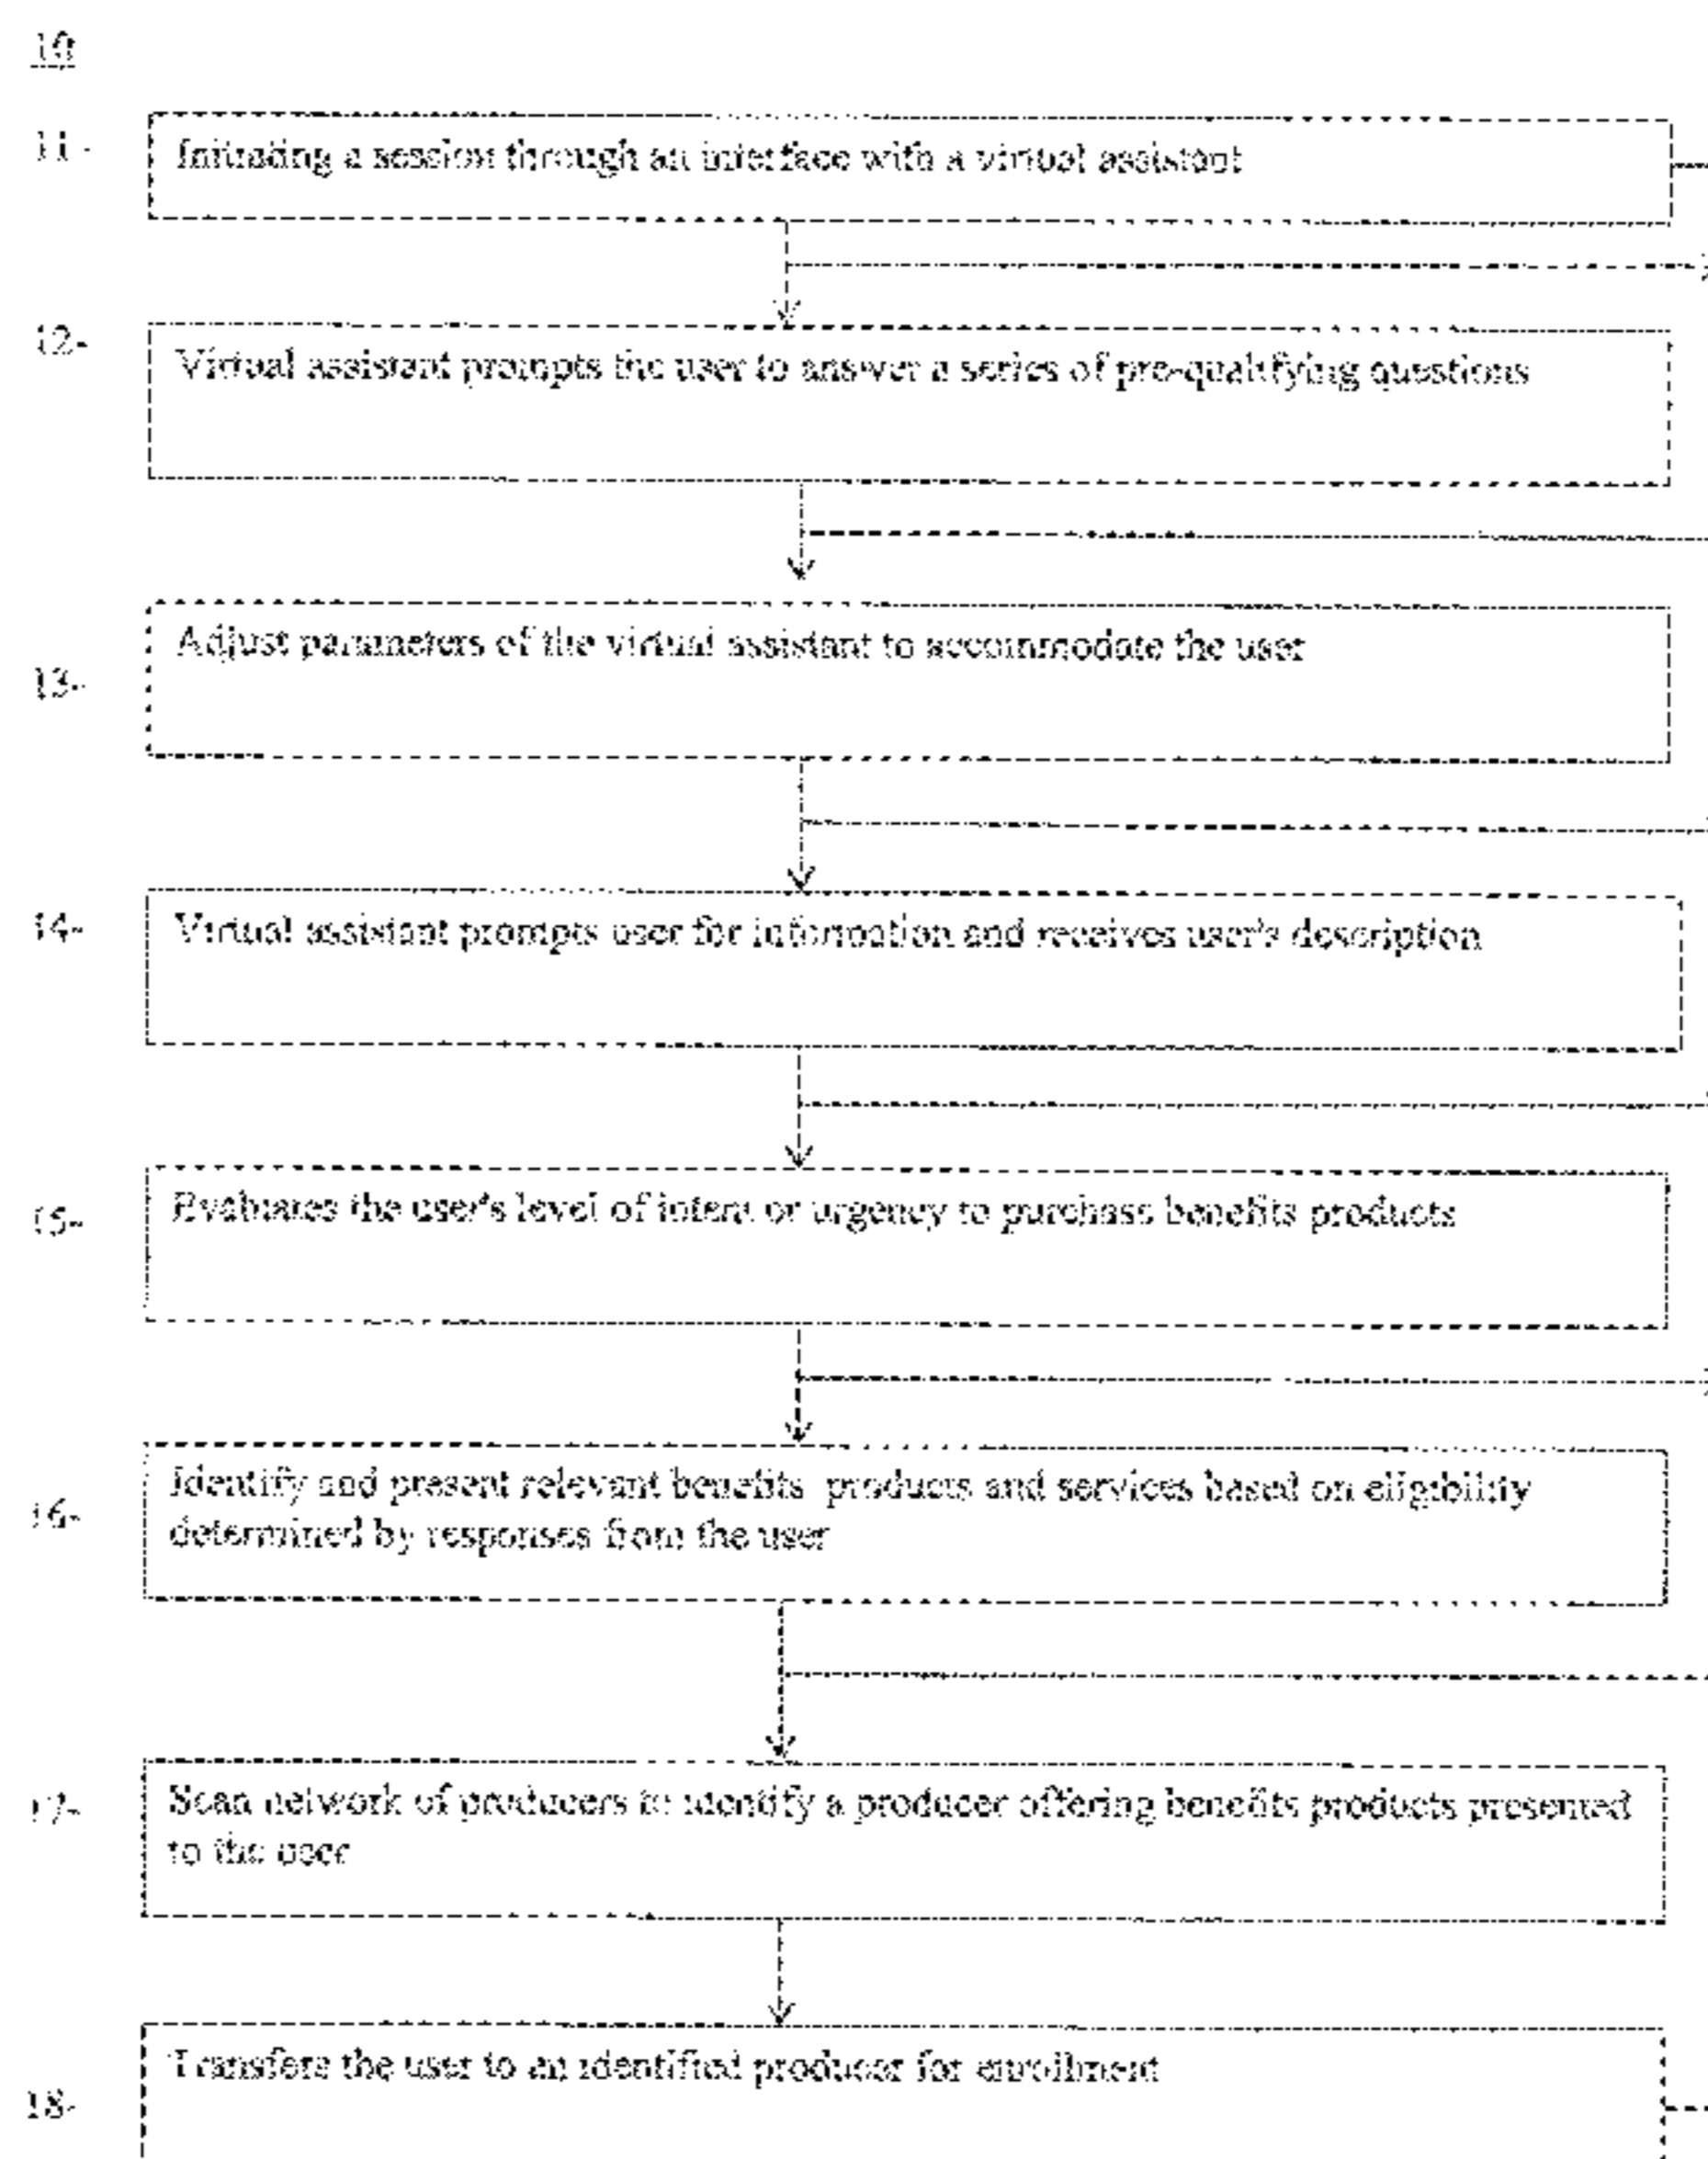 10
11 -
Initiating a session through an interface with a virtual assistant
12-
Virtual assistant prompts the user to answer a series of pre-qualifying questions
Adjust parameters of the virtual assistant to accommodate the user
13-
14-
Virtual assistant prompts user for information and receives user's description
15-
Evaluates the user's level of intent or urgency to purchase benefits products
Identify and present relevant benefits products and services based on eligibility
16-
determined by responses from the user
17-
Scan network of producers to identify a producer offering benefits products presented
to the user
Transfers the user to an identified producer for enrollment
18-